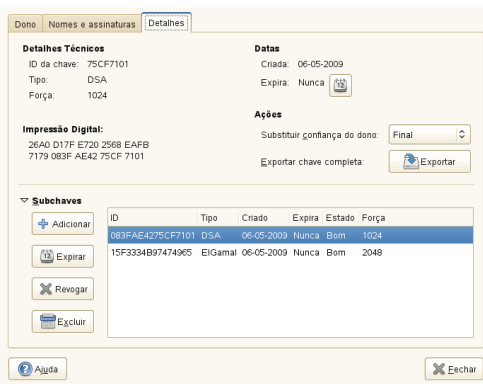 Dono Nomes e assinaturas Detalhes
Detalhes Técnicos
ID da chave: 75CF7101
Tipo: DSA
Força: 1024
Datas
Criada: 06-05-2009
Expira: Nunca 12
Impressão Digital:
26A0 D17F E720 2568 EAFB
7179 083F AE42 75CF 7101
Ações
Substituir confiança do dono: Final
Exportar chave completa: Exportar
Subchaves
Adicionar
12 Expirar
Revogar
Excluir
ID Tipo Criado Expira Estado Força
083FAE4275CF7101 DSA 06-05-2009 Nunca Bom 1024
15F3334B97474965 ElGamal 06-05-2009 Nunca Bom 2048
Ajuda
Fechar